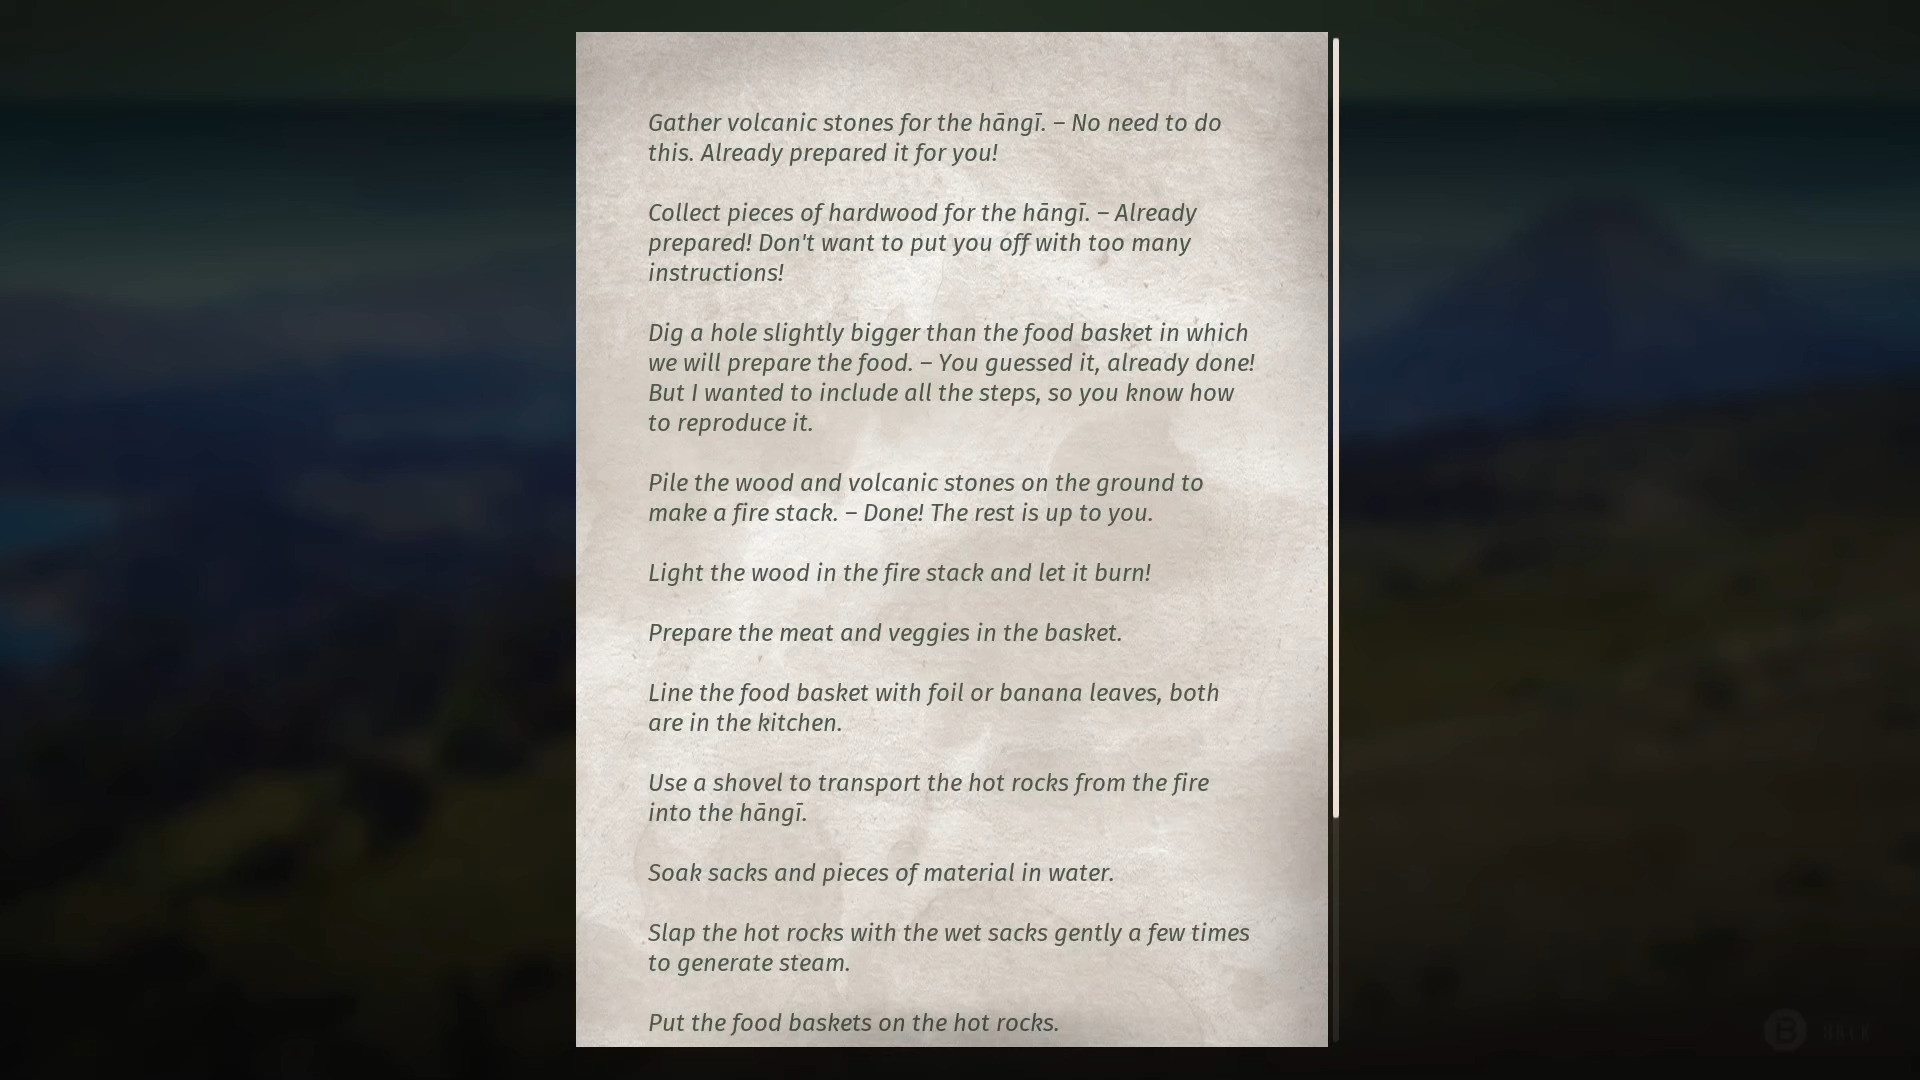 Gather volcanic stones for the hāngī. – No need to do
this. Already prepared it for you!
Collect pieces of hardwood for the hāngī. – Already
prepared! Don't want to put you off with too many
instructions!
Dig a hole slightly bigger than the food basket in which
we will prepare the food. – You guessed it, already done!
But I wanted to include all the steps, so you know how
to reproduce it.
Pile the wood and volcanic stones on the ground to
make a fire stack. – Done! The rest is up to you.
Light the wood in the fire stack and let it burn!
Prepare the meat and veggies in the basket.
Line the food basket with foil or banana leaves, both
are in the kitchen.
Use a shovel to transport the hot rocks from the fire
into the hāngī.
Soak sacks and pieces of material in water.
Slap the hot rocks with the wet sacks gently a few times
to generate steam.
Put the food baskets on the hot rocks.
B BACK